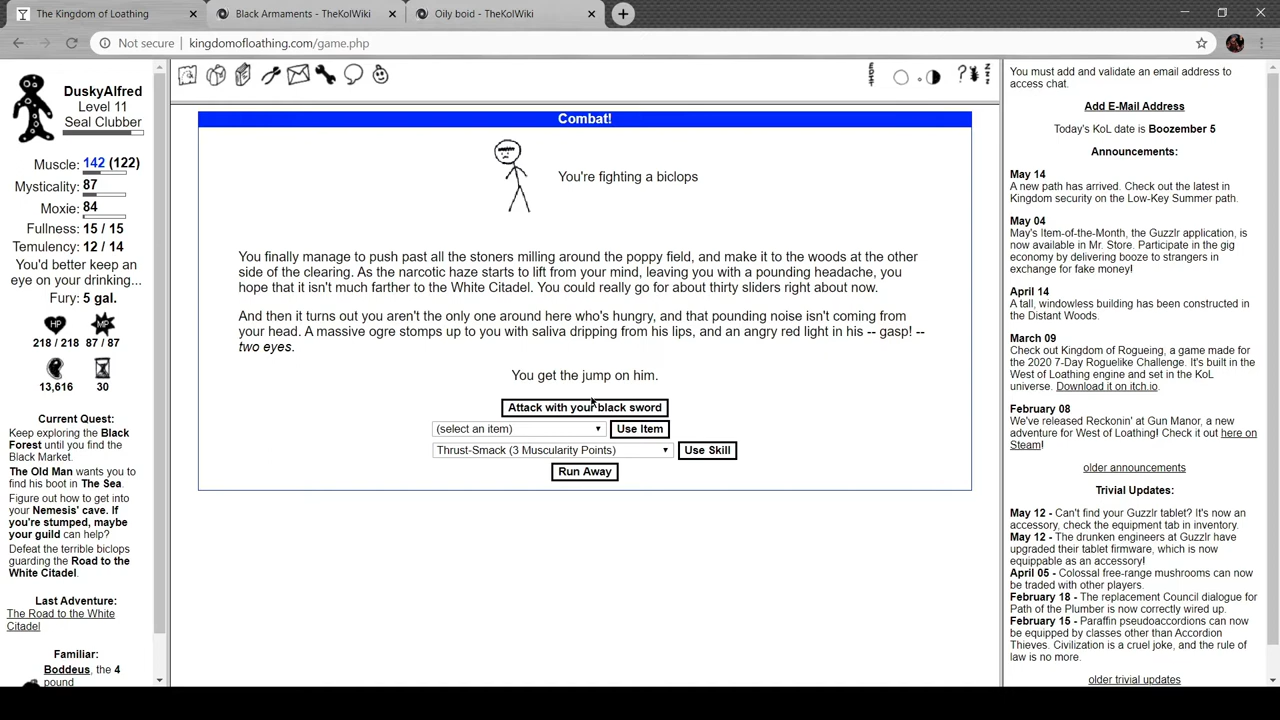 The Kingdom of Loathing
Black Armaments - TheKolWiki
Oily boid - TheKolWiki
Not secure | kingdomofloathing.com/game.php
DuskyAlfred
Level 11
Seal Clubber
Muscle: 142 (122)
Mysticality: 87
Moxie: 84
Fullness: 15 / 15
Temulency: 12 / 14
You'd better keep an
eye on your drinking...
Fury: 5 gal.
HP
MP
218 / 218
87 / 87
13,616
30
Current Quest:
Keep exploring the Black
Forest until you find the
Black Market.
The Old Man wants you to
find his boot in The Sea.
Figure out how to get into
your Nemesis' cave. If
you're stumped, maybe
your guild can help?
Defeat the terrible biclops
guarding the Road to the
White Citadel.
Last Adventure:
The Road to the White
Citadel
Familiar:
Boddeus, the 4
pound
Combat!
You're fighting a biclops
You finally manage to push past all the stoners milling around the poppy field, and make it to the woods at the other
side of the clearing. As the narcotic haze starts to lift from your mind, leaving you with a pounding headache, you
hope that it isn't much farther to the White Citadel. You could really go for about thirty sliders right about now.
And then it turns out you aren't the only one around here who's hungry, and that pounding noise isn't coming from
your head. A massive ogre stomps up to you with saliva dripping from his lips, and an angry red light in his -- gasp! --
two eyes.
You get the jump on him.
Attack with your black sword
(select an item)
Use Item
Thrust-Smack (3 Muscularity Points)
Use Skill
Run Away
You must add and validate an email address to
access chat.
Add E-Mail Address
Today's KoL date is Boozember 5
Announcements:
May 14
A new path has arrived. Check out the latest in
Kingdom security on the Low-Key Summer path.
May 04
May's Item-of-the-Month, the Guzzlr application, is
now available in Mr. Store. Participate in the gig
economy by delivering booze to strangers in
exchange for fake money!
April 14
A tall, windowless building has been constructed in
the Distant Woods.
March 09
Check out Kingdom of Rogueing, a game made for
the 2020 7-Day Roguelike Challenge. It's built in the
West of Loathing engine and set in the KoL
universe. Download it on itch.io.
February 08
We've released Reckonin' at Gun Manor, a new
adventure for West of Loathing! Check it out here on
Steam!
older announcements
Trivial Updates:
May 12 - Can't find your Guzzlr tablet? It's now an
accessory, check the equipment tab in inventory.
May 12 - The drunken engineers at Guzzlr have
upgraded their tablet firmware, which is now
equippable as an accessory!
April 05 - Colossal free-range mushrooms can now
be traded with other players.
February 18 - The replacement Council dialogue for
Path of the Plumber is now correctly wired up.
February 15 - Paraffin pseudoaccordions can now
be equipped by classes other than Accordion
Thieves. Civilization is a cruel joke, and the rule of
law is no more.
older trivial updates